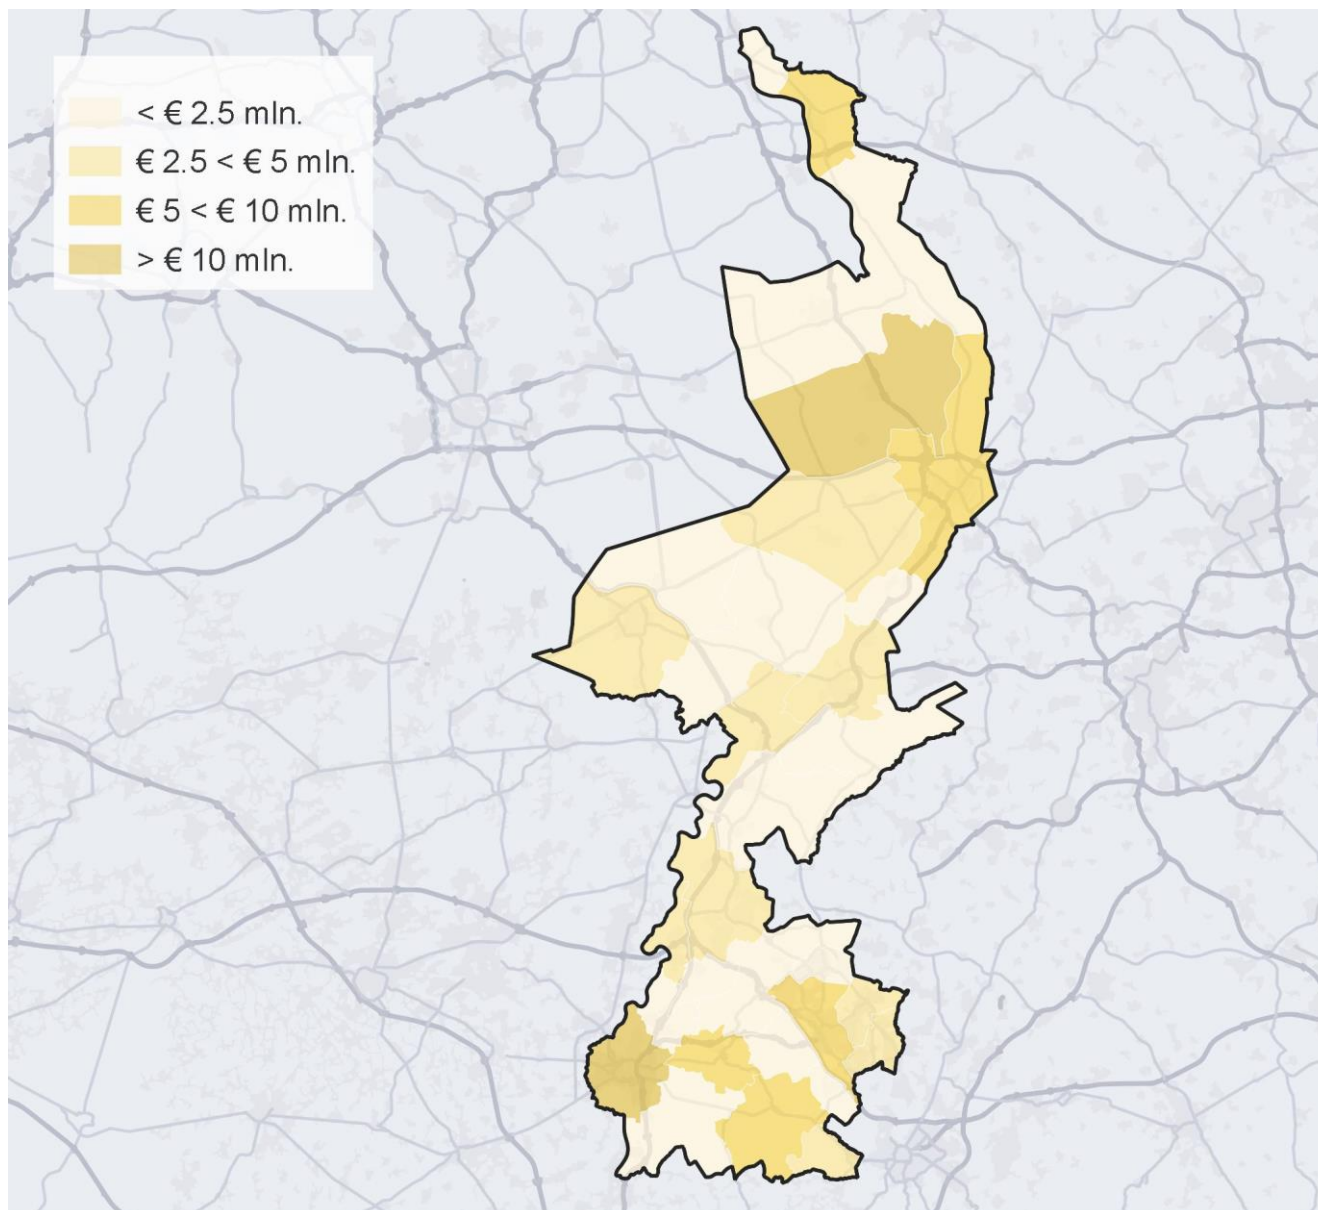 < € 2.5 mln.
€ 2.5 < € 5 mln.
€ 5 < € 10 mln.
> € 10 mln.